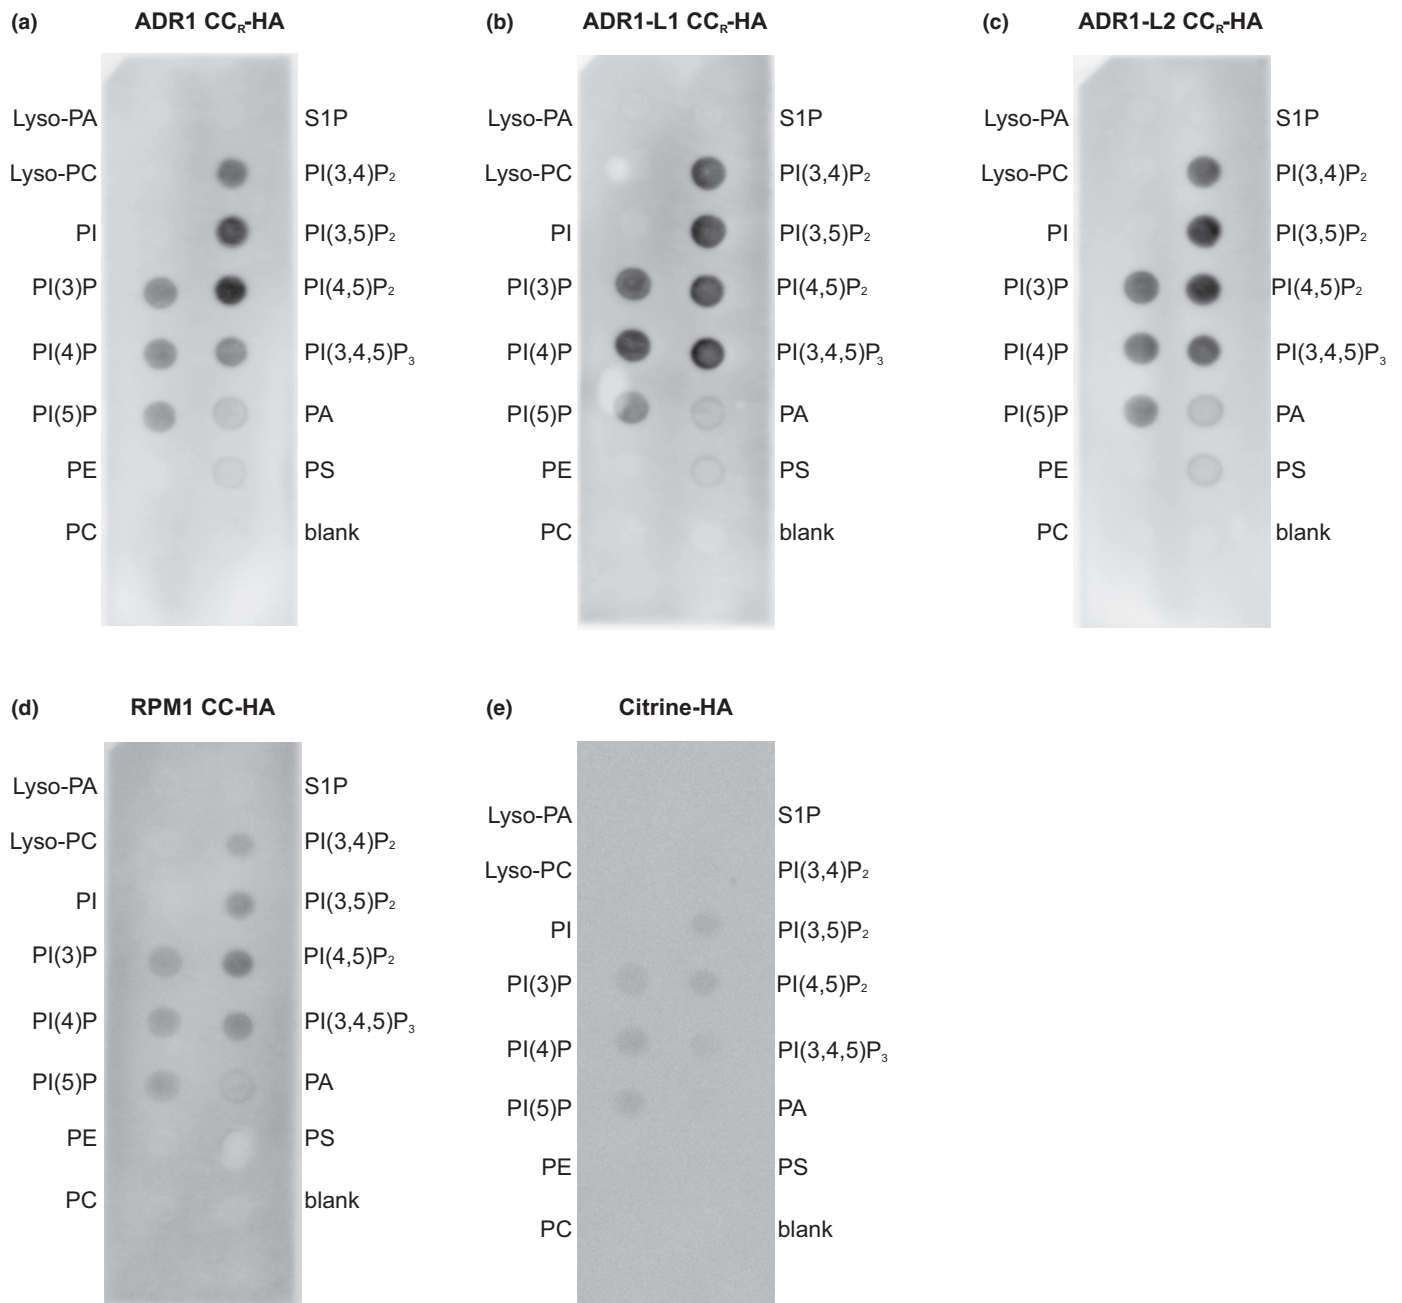 (a) ADR1 CC_R-HA
Lyso-PA S1P
Lyso-PC PI(3,4)P₂
PI PI(3,5)P₂
PI(3)P PI(4,5)P₂
PI(4)P PI(3,4,5)P₃
PI(5)P PA
PE PS
PC blank
(b) ADR1-L1 CC_R-HA
Lyso-PA S1P
Lyso-PC PI(3,4)P₂
PI PI(3,5)P₂
PI(3)P PI(4,5)P₂
PI(4)P PI(3,4,5)P₃
PI(5)P PA
PE PS
PC blank
(c) ADR1-L2 CC_R-HA
Lyso-PA S1P
Lyso-PC PI(3,4)P₂
PI PI(3,5)P₂
PI(3)P PI(4,5)P₂
PI(4)P PI(3,4,5)P₃
PI(5)P PA
PE PS
PC blank
(d) RPM1 CC-HA
Lyso-PA S1P
Lyso-PC PI(3,4)P₂
PI PI(3,5)P₂
PI(3)P PI(4,5)P₂
PI(4)P PI(3,4,5)P₃
PI(5)P PA
PE PS
PC blank
(e) Citrine-HA
Lyso-PA S1P
Lyso-PC PI(3,4)P₂
PI PI(3,5)P₂
PI(3)P PI(4,5)P₂
PI(4)P PI(3,4,5)P₃
PI(5)P PA
PE PS
PC blank